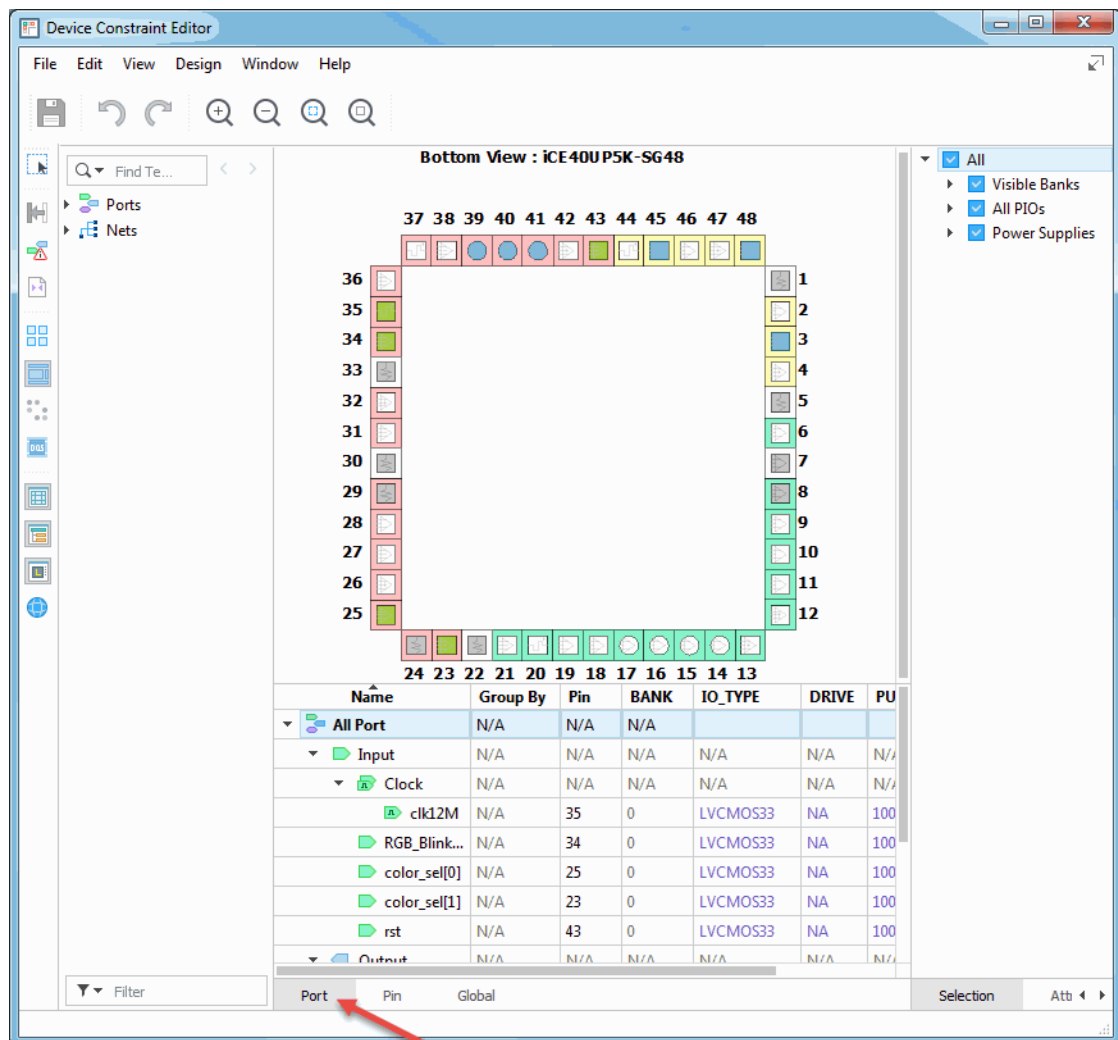 Device Constraint Editor
File Edit View Design Window Help
Bottom View : iCE40UP5K-SG48
Find Te...
Ports
Nets
All
Visible Banks
All PIOs
Power Supplies
37 38 39 40 41 42 43 44 45 46 47 48
36
35
34
33
32
31
30
29
28
27
26
25
1
2
3
4
5
6
7
8
9
10
11
12
24 23 22 21 20 19 18 17 16 15 14 13
DQS
L
Name Group By Pin BANK IO_TYPE DRIVE PU
All Port N/A N/A N/A
Input N/A N/A N/A N/A N/A N/A
Clock N/A N/A N/A N/A N/A N/A
clk12M N/A 35 0 LVCMOS33 NA 100
RGB_Blink... N/A 34 0 LVCMOS33 NA 100
color_sel[0] N/A 25 0 LVCMOS33 NA 100
color_sel[1] N/A 23 0 LVCMOS33 NA 100
rst N/A 43 0 LVCMOS33 NA 100
Output N/A N/A N/A N/A N/A N/A
Filter
Port Pin Global
Selection Att